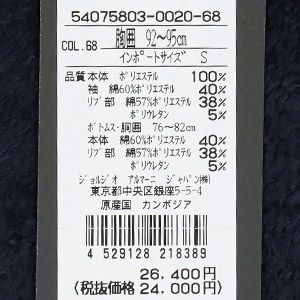 54075803-0020-68
COL.68 胸囲 92~95cm
インポートサイズ S
品質 本体 ポリエステル 100%
袖 綿60%ポリエステル 40%
リブ部 綿57%ポリエステル 38%
ポリウレタン 5%
ボトムス・胴囲 76~82cm
本体 綿60%ポリエステル 40%
リブ部 綿57%ポリエステル 38%
ポリウレタン 5%
ジョルジオ アルマーニ ジャパン(株)
東京都中央区銀座5-5-4
原産国 カンボジア
4 529128 218389
26.400円
(税抜価格 24.000円)